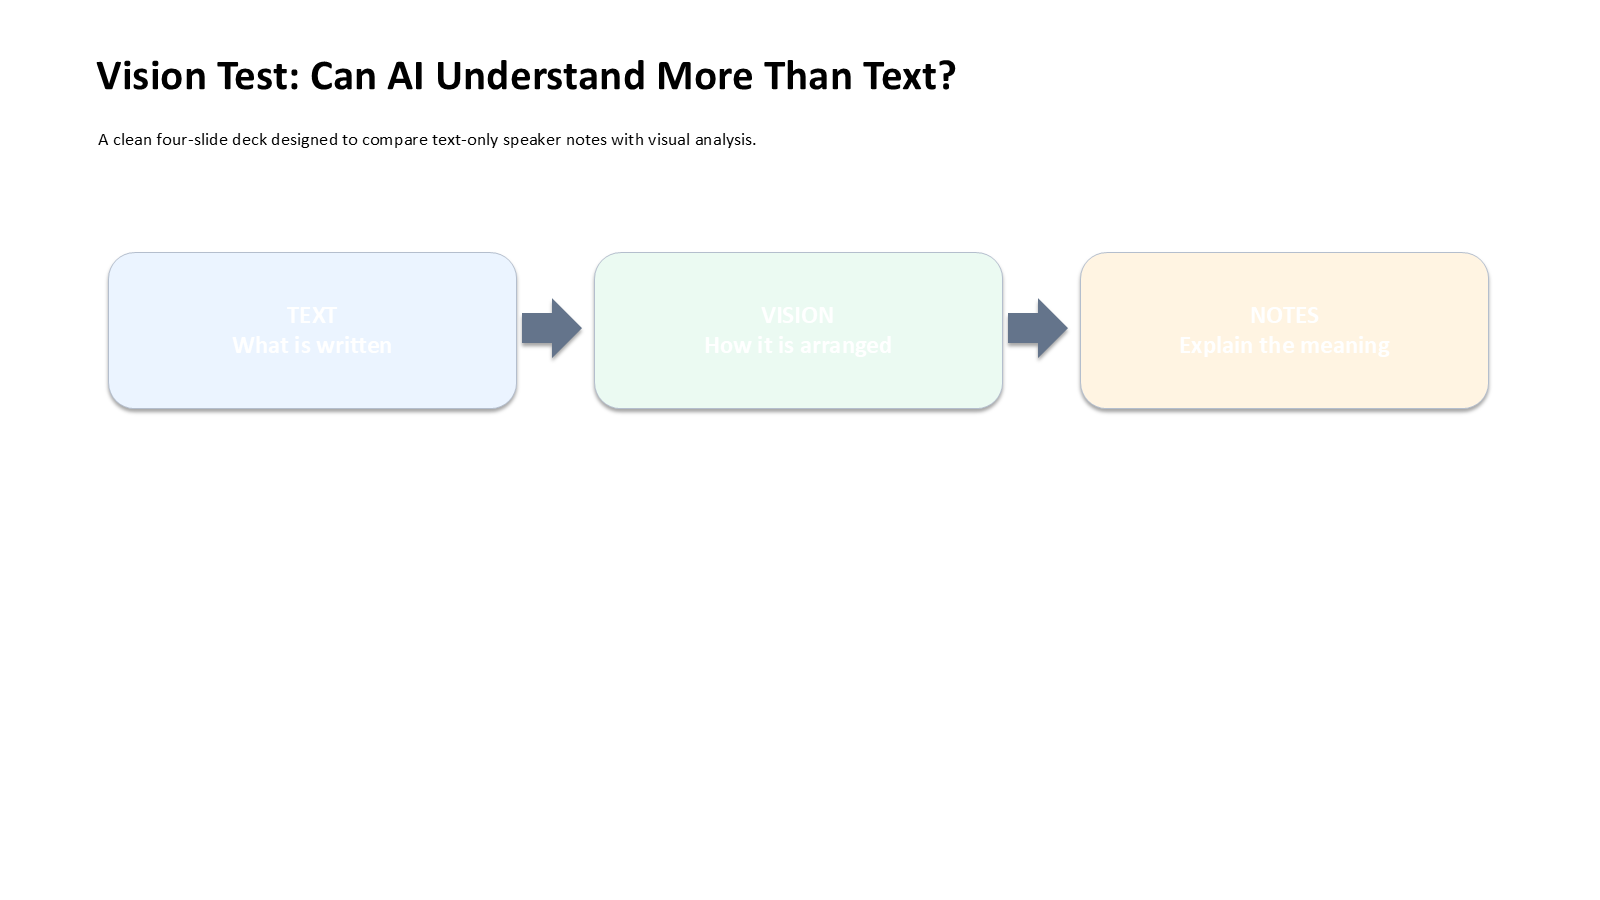 Vision Test: Can AI Understand More Than Text?
A clean four-slide deck designed to compare text-only speaker notes with visual analysis.
TEXT
What is written
VISION
How it is arranged
NOTES
Explain the meaning